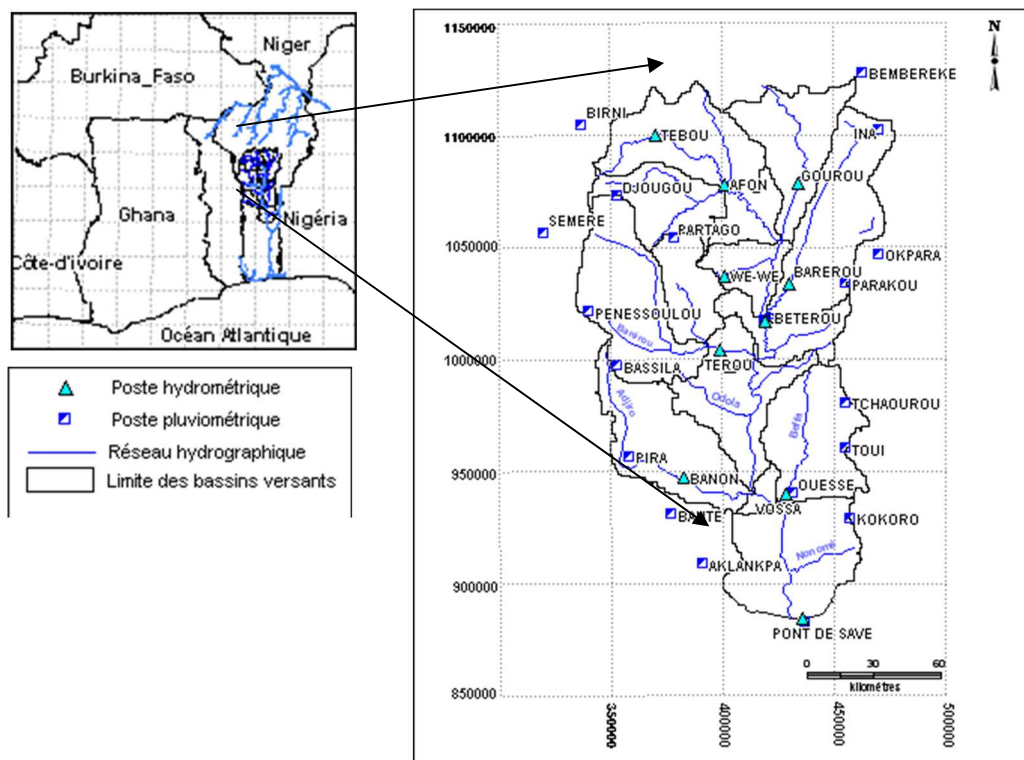 Niger
Burkina_Faso
Ghana
Nigéria
Côte-d'ivoire
Océan Atlantique
Poste hydrométrique
Poste pluviométrique
Réseau hydrographique
Limite des bassins versants
1150000
1100000
1050000
1000000
950000
900000
850000
N
BEMBEREKE
BIRNI
INA
TEBOU
GOUROU
AFON
DJOUGOU
SEMERE
PARTAGO
OKPARA
WE-WE
BAREROU
PARAKOU
PENESSOULOU
BETEROU
TEROU
BASSILA
Odola
Adjiro
Beffa
TCHAOUROU
TOUI
PIRA
BANON
OUESSE
VOSSA
BANTE
KOKORO
AKLANKPA
PONT DE SAVE
0 30 60
kilométres
350000
400000
450000
500000